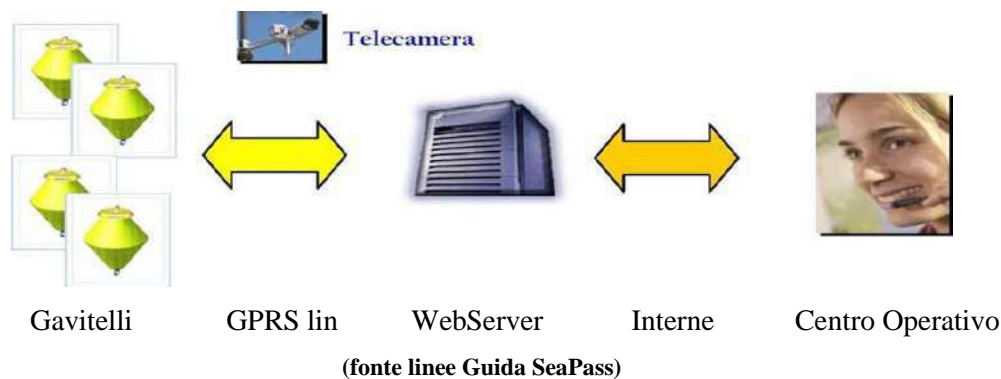 Telecamera
Gavitelli GPRS lin WebServer Interne Centro Operativo
(fonte linee Guida SeaPass)